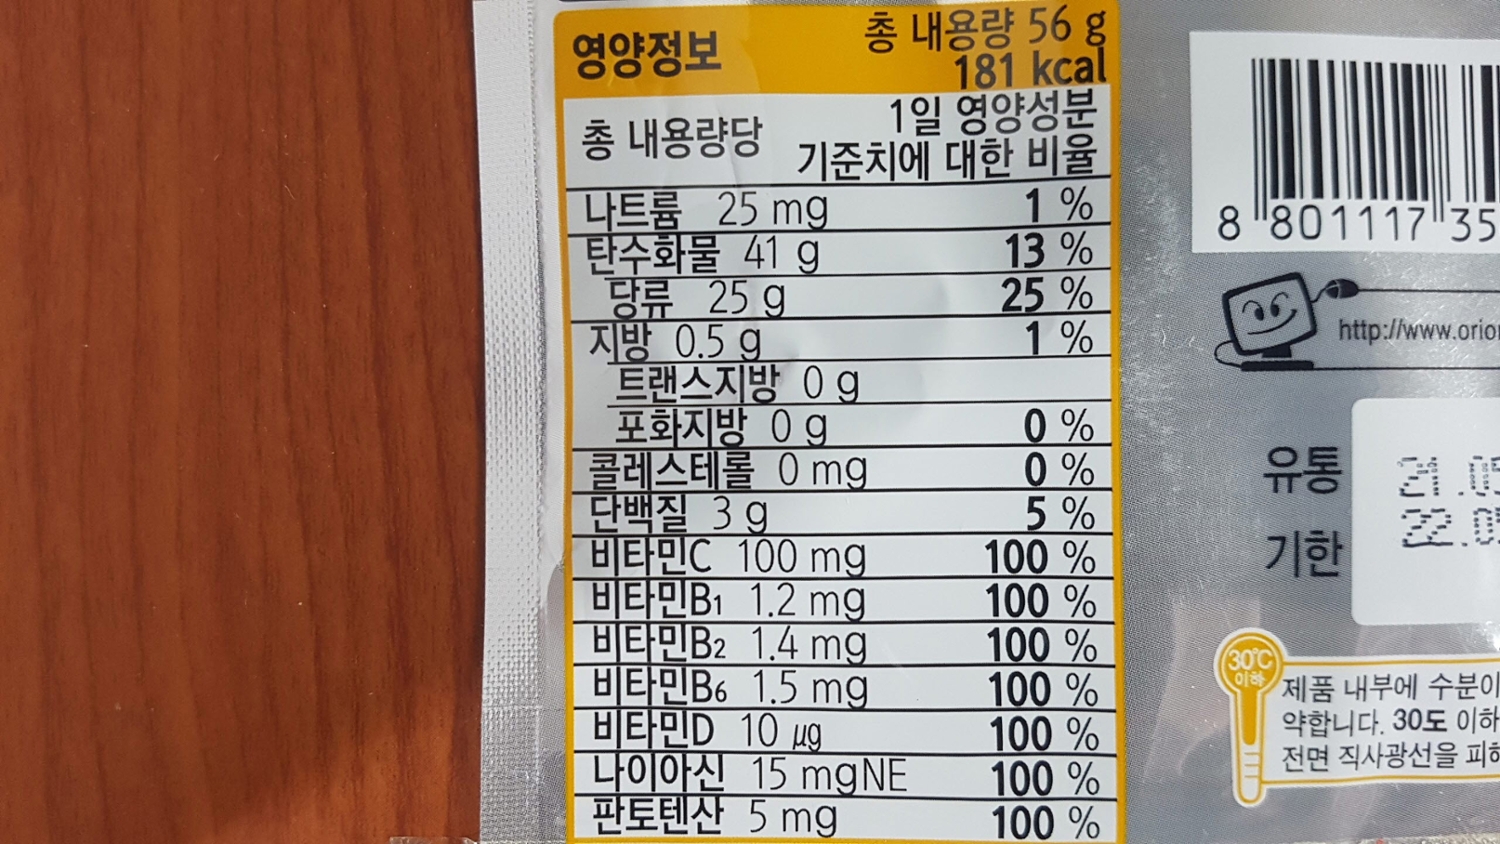 영양정보
총 내용량 56 g
181 kcal
총 내용량당
1일 영양성분
기준치에 대한 비율
나트륨 25 mg 1 %
탄수화물 41 g 13 %
당류 25 g 25 %
지방 0.5 g 1 %
트랜스지방 0 g
포화지방 0 g 0 %
콜레스테롤 0 mg 0 %
단백질 3 g 5 %
비타민C 100 mg 100 %
비타민B1 1.2 mg 100 %
비타민B2 1.4 mg 100 %
비타민B6 1.5 mg 100 %
비타민D 10 μg 100 %
나이아신 15 mgNE 100 %
판토텐산 5 mg 100 %
8 801117 35
http://www.orion
유통
기한
21.05
22.05
30℃
이하
제품 내부에 수분이
약합니다. 30도 이하
전면 직사광선을 피하